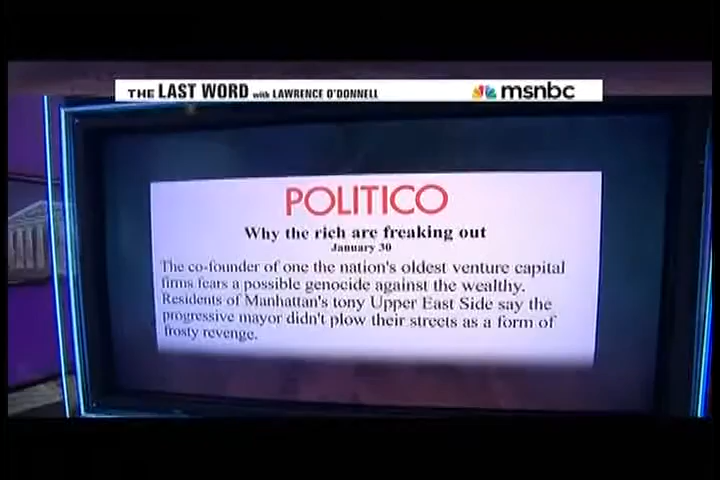 THE LAST WORD with LAWRENCE O'DONNELL msnbc
POLITICO
Why the rich are freaking out
January 30
The co-founder of one the nation's oldest venture capital
firms fears a possible genocide against the wealthy.
Residents of Manhattan's tony Upper East Side say the
progressive mayor didn't plow their streets as a form of
frosty revenge.